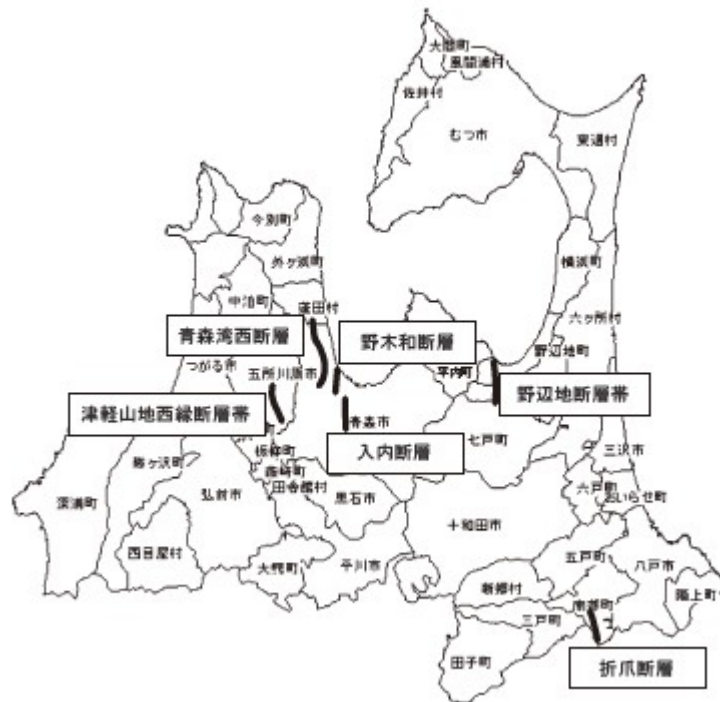 大間町
風間浦村
佐井村
むつ市
東通村
今別町
外ヶ浜町
横浜町
中泊町
蓬田村
六ヶ所村
青森湾西断層
野木和断層
野辺地町
つがる市
五所川原市
平内町
野辺地断層帯
津軽山地西縁断層帯
青森市
七戸町
入内断層
板柳町
三沢市
鰺ヶ沢町
藤崎町
六戸町
田舎館村
黒石市
おいらせ町
深浦町
弘前市
十和田市
西目屋村
五戸町
八戸市
大鰐町
平川市
新郷村
南部町
階上町
三戸町
田子町
折爪断層